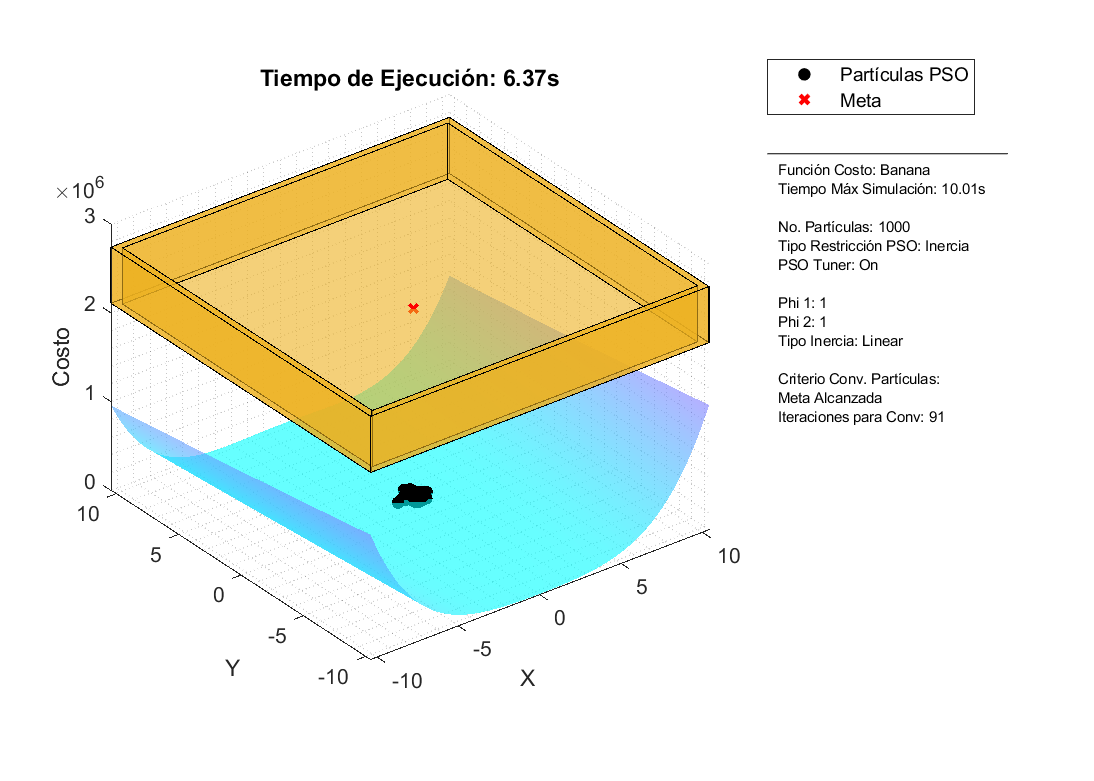 Tiempo de Ejecución: 6.37s
Partículas PSO
Meta
Función Costo: Banana
Tiempo Máx Simulación: 10.01s
No. Partículas: 1000
Tipo Restricción PSO: Inercia
PSO Tuner: On
Phi 1: 1
Phi 2: 1
Tipo Inercia: Linear
Criterio Conv. Partículas:
Meta Alcanzada
Iteraciones para Conv: 91
×10^6
3
2
1
0
Costo
10
5
0
-5
-10
Y
-10
-5
0
5
10
X